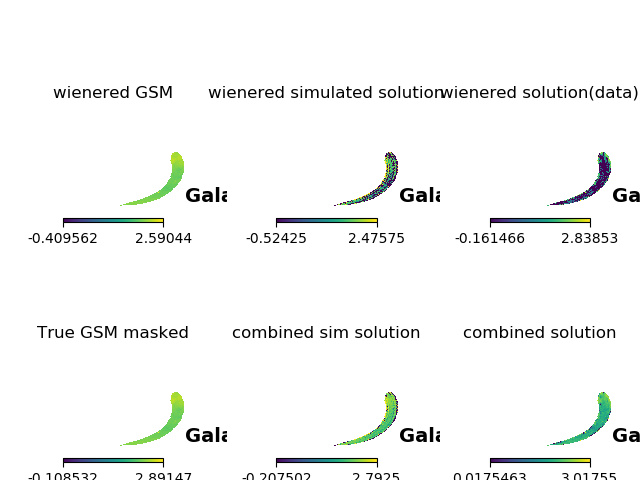 wienered GSM
wienered simulated solution
wienered solution(data)
Gala
Gala
Ga
-0.409562 2.59044
-0.52425 2.47575
-0.161466 2.83853
True GSM masked
combined sim solution
combined solution
Gala
Gala
Ga
-0.108532 2.89147
-0.207502 2.7925
0.0175463 3.01755